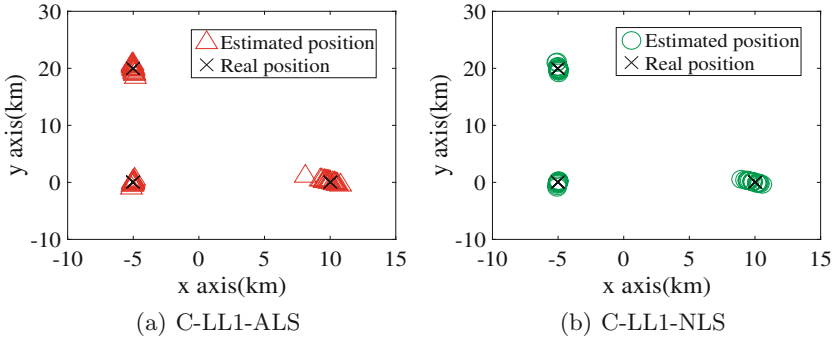 30
20
10
0
-10
y axis(km)
-10 -5 0 5 10 15
x axis(km)
Estimated position
Real position
(a) C-LL1-ALS
30
20
10
0
-10
y axis(km)
-10 -5 0 5 10 15
x axis(km)
Estimated position
Real position
(b) C-LL1-NLS